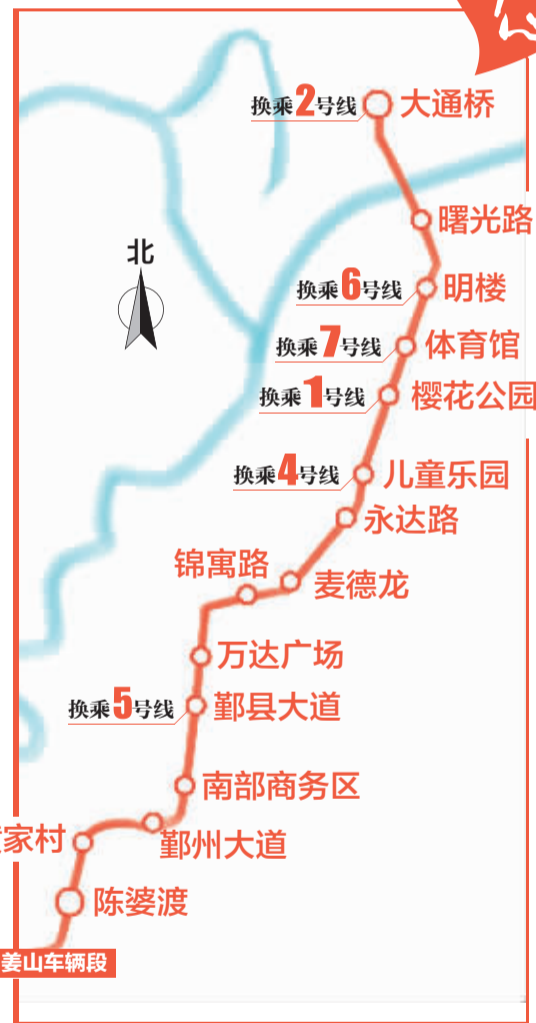 换乘2号线 大通桥
曙光路
北
换乘6号线 明楼
换乘7号线 体育馆
换乘1号线 樱花公园
换乘4号线 儿童乐园
永达路
锦寓路
麦德龙
万达广场
换乘5号线 鄞县大道
南部商务区
家村
鄞州大道
陈婆渡
姜山车辆段